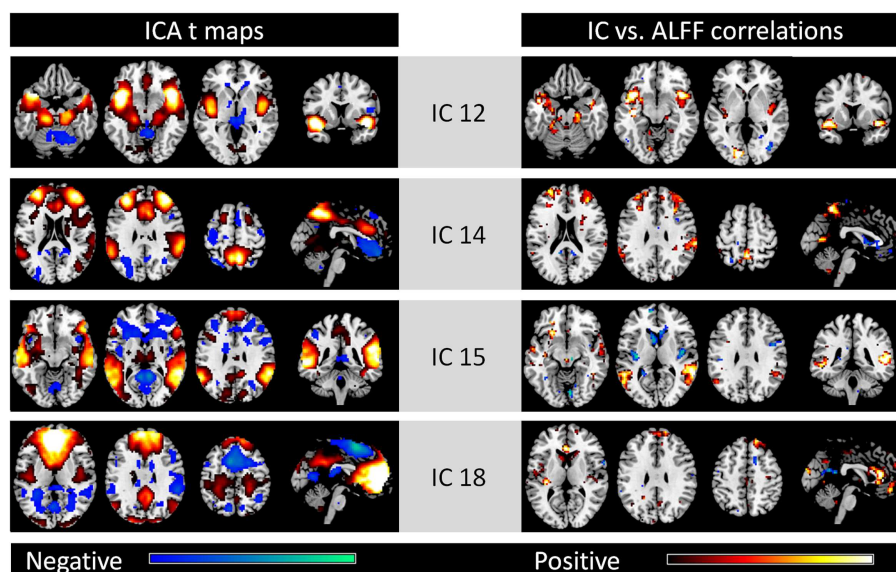 ICA t maps
IC vs. ALFF correlations
IC 12
IC 14
IC 15
IC 18
Negative
Positive